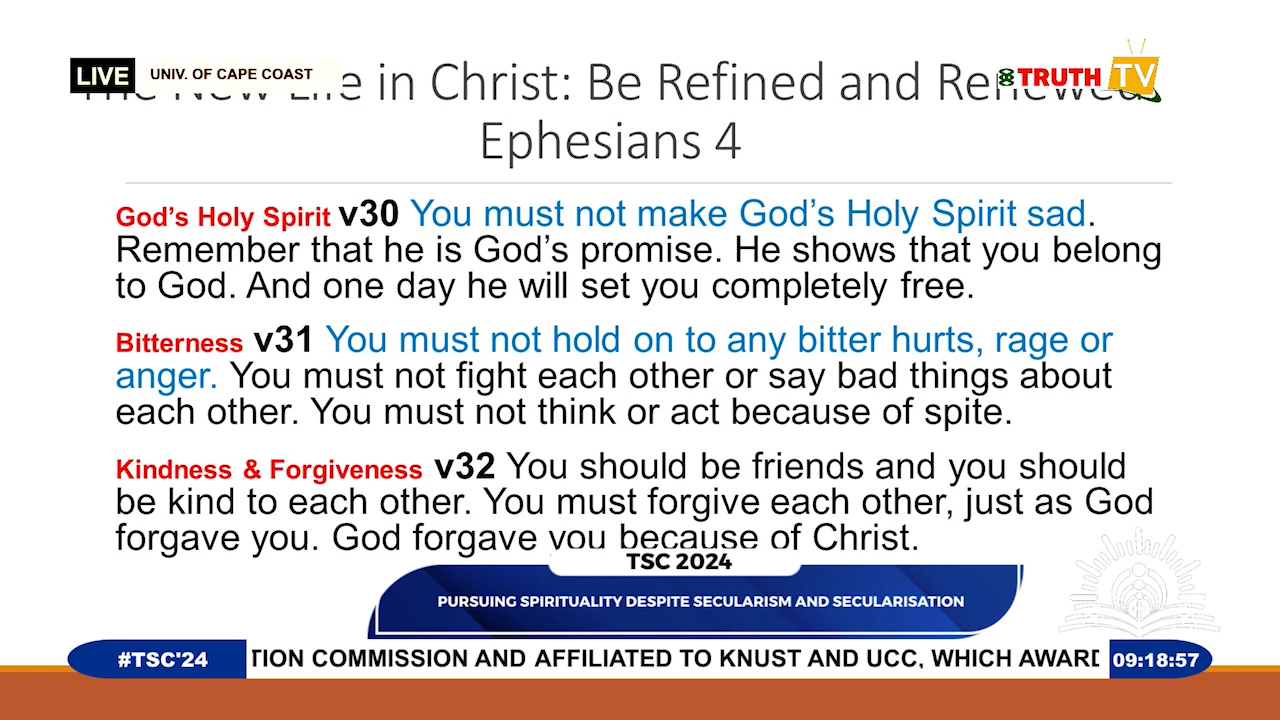 LIVE
UNIV. OF CAPE COAST
TRUTH TV
Life in Christ: Be Refined and Renewed
Ephesians 4
God's Holy Spirit v30 You must not make God's Holy Spirit sad.
Remember that he is God's promise. He shows that you belong
to God. And one day he will set you completely free.
Bitterness v31 You must not hold on to any bitter hurts, rage or
anger. You must not fight each other or say bad things about
each other. You must not think or act because of spite.
Kindness & Forgiveness v32 You should be friends and you should
be kind to each other. You must forgive each other, just as God
forgave you. God forgave you because of Christ.
TSC 2024
PURSUING SPIRITUALITY DESPITE SECULARISM AND SECULARISATION
#TSC'24
TION COMMISSION AND AFFILIATED TO KNUST AND UCC, WHICH AWARD
09:18:57